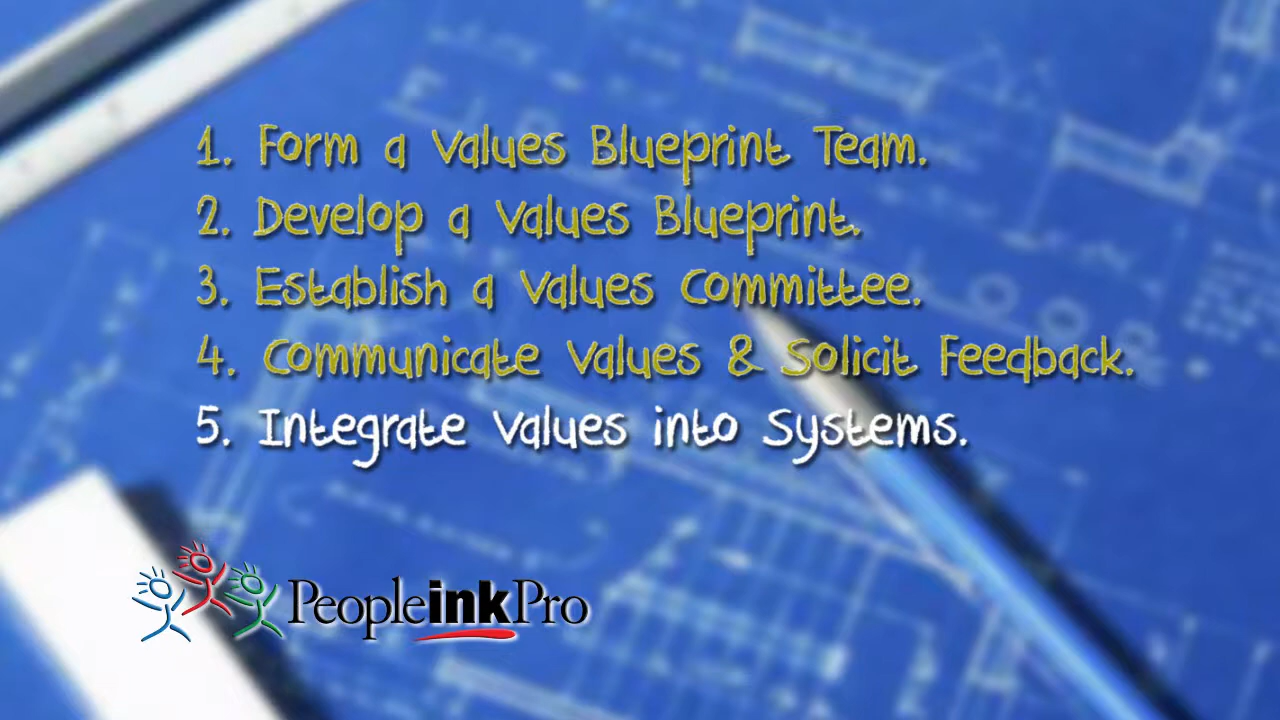 1. Form a Values Blueprint Team.
2. Develop a Values Blueprint.
3. Establish a Values Committee.
4. Communicate Values & Solicit Feedback.
5. Integrate Values into Systems.
PeopleinkPro